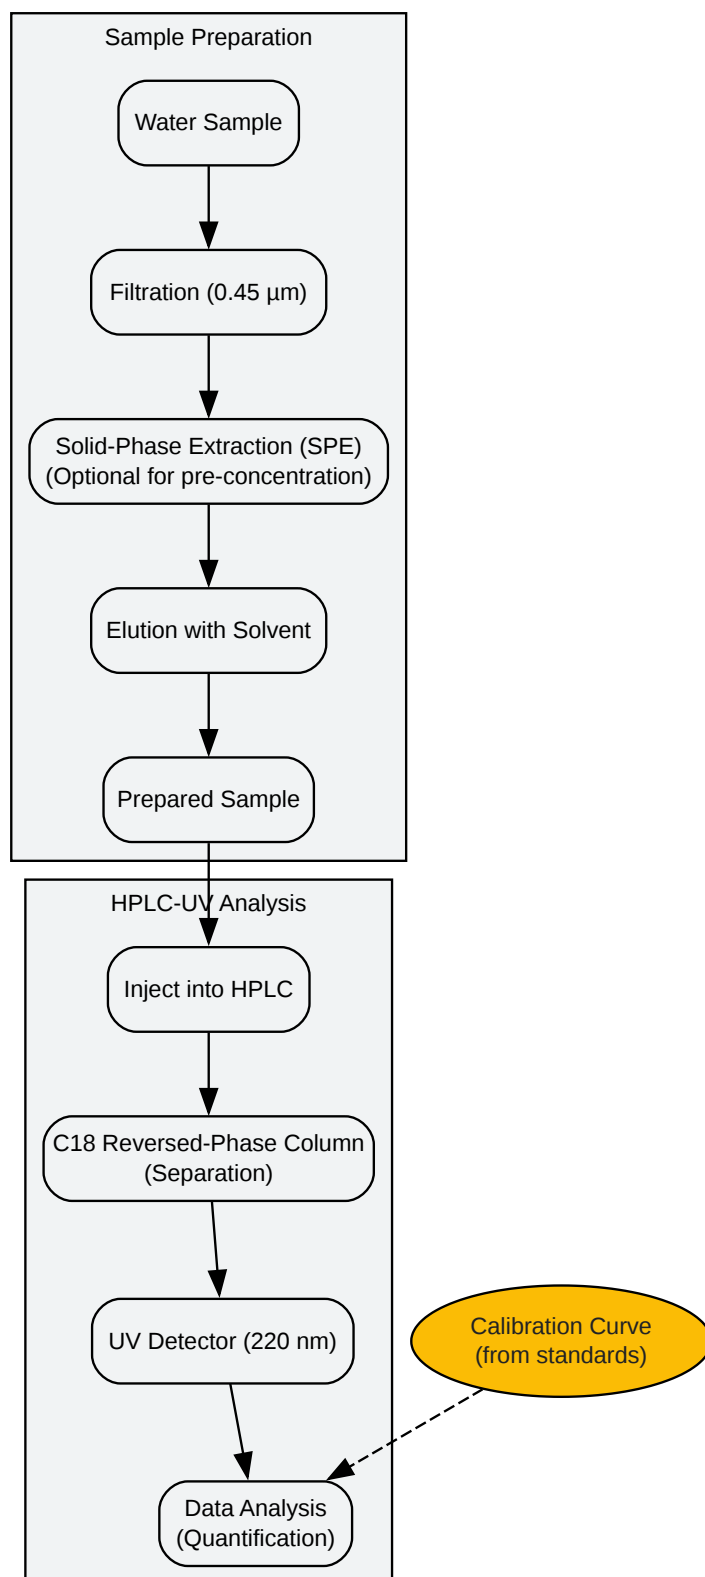 Sample Preparation
Water Sample
Filtration (0.45 µm)
Solid-Phase Extraction (SPE)
(Optional for pre-concentration)
Elution with Solvent
Prepared Sample
HPLC-UV Analysis
Inject into HPLC
C18 Reversed-Phase Column
(Separation)
UV Detector (220 nm)
Calibration Curve
(from standards)
Data Analysis
(Quantification)